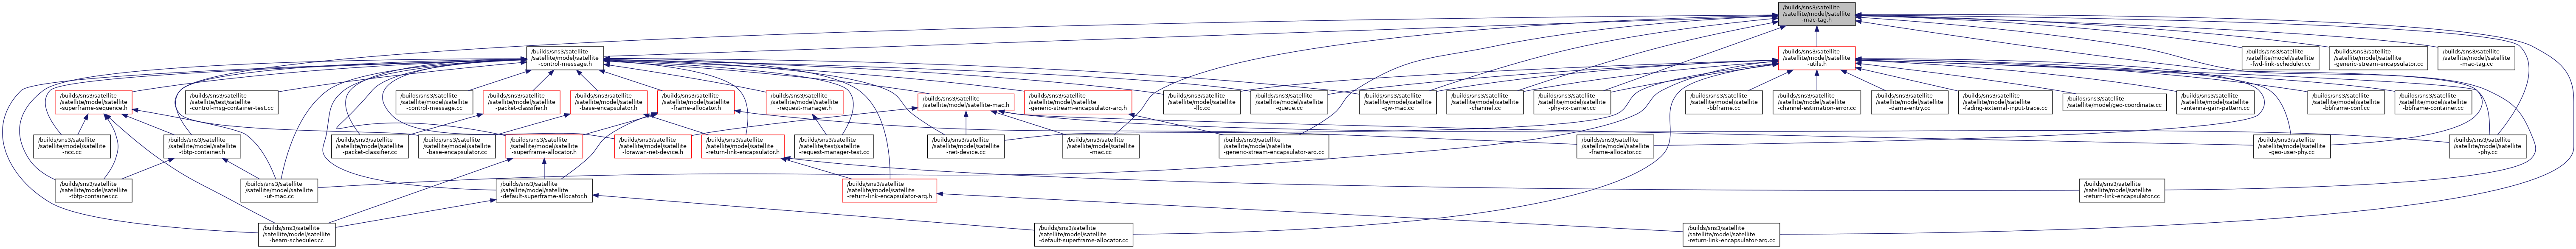 /builds/sns3/satellite
/satellite/model/satellite
-mac-tag.h
/builds/sns3/satellite
/satellite/model/satellite
-control-message.h
/builds/sns3/satellite
/satellite/model/satellite
-utils.h
/builds/sns3/satellite
/satellite/model/satellite
-fwd-link-scheduler.cc
/builds/sns3/satellite
/satellite/model/satellite
-generic-stream-encapsulator.cc
/builds/sns3/satellite
/satellite/model/satellite
-mac-tag.cc
/builds/sns3/satellite
/satellite/model/satellite
-superframe-sequence.h
/builds/sns3/satellite
/satellite/test/satellite
-control-msg-container-test.cc
/builds/sns3/satellite
/satellite/model/satellite
-control-message.cc
/builds/sns3/satellite
/satellite/model/satellite
-packet-classifier.h
/builds/sns3/satellite
/satellite/model/satellite
-base-encapsulator.h
/builds/sns3/satellite
/satellite/model/satellite
-frame-allocator.h
/builds/sns3/satellite
/satellite/model/satellite
-request-manager.h
/builds/sns3/satellite
/satellite/model/satellite-mac.h
/builds/sns3/satellite
/satellite/model/satellite
-generic-stream-encapsulator-arq.h
/builds/sns3/satellite
/satellite/model/satellite
-llc.cc
/builds/sns3/satellite
/satellite/model/satellite
-queue.cc
/builds/sns3/satellite
/satellite/model/satellite
-gw-mac.cc
/builds/sns3/satellite
/satellite/model/satellite
-channel.cc
/builds/sns3/satellite
/satellite/model/satellite
-phy-rx-carrier.cc
/builds/sns3/satellite
/satellite/model/satellite
-bbframe.cc
/builds/sns3/satellite
/satellite/model/satellite
-channel-estimation-error.cc
/builds/sns3/satellite
/satellite/model/satellite
-dama-entry.cc
/builds/sns3/satellite
/satellite/model/satellite
-fading-external-input-trace.cc
/builds/sns3/satellite
/satellite/model/geo-coordinate.cc
/builds/sns3/satellite
/satellite/model/satellite
-antenna-gain-pattern.cc
/builds/sns3/satellite
/satellite/model/satellite
-bbframe-conf.cc
/builds/sns3/satellite
/satellite/model/satellite
-bbframe-container.cc
/builds/sns3/satellite
/satellite/model/satellite
-ncc.cc
/builds/sns3/satellite
/satellite/model/satellite
-tbtp-container.h
/builds/sns3/satellite
/satellite/model/satellite
-packet-classifier.cc
/builds/sns3/satellite
/satellite/model/satellite
-base-encapsulator.cc
/builds/sns3/satellite
/satellite/model/satellite
-superframe-allocator.h
/builds/sns3/satellite
/satellite/model/satellite
-lorawan-net-device.h
/builds/sns3/satellite
/satellite/model/satellite
-return-link-encapsulator.h
/builds/sns3/satellite
/satellite/test/satellite
-request-manager-test.cc
/builds/sns3/satellite
/satellite/model/satellite
-net-device.cc
/builds/sns3/satellite
/satellite/model/satellite
-mac.cc
/builds/sns3/satellite
/satellite/model/satellite
-generic-stream-encapsulator-arq.cc
/builds/sns3/satellite
/satellite/model/satellite
-frame-allocator.cc
/builds/sns3/satellite
/satellite/model/satellite
-geo-user-phy.cc
/builds/sns3/satellite
/satellite/model/satellite
-phy.cc
/builds/sns3/satellite
/satellite/model/satellite
-tbtp-container.cc
/builds/sns3/satellite
/satellite/model/satellite
-ut-mac.cc
/builds/sns3/satellite
/satellite/model/satellite
-default-superframe-allocator.h
/builds/sns3/satellite
/satellite/model/satellite
-return-link-encapsulator-arq.h
/builds/sns3/satellite
/satellite/model/satellite
-return-link-encapsulator.cc
/builds/sns3/satellite
/satellite/model/satellite
-beam-scheduler.cc
/builds/sns3/satellite
/satellite/model/satellite
-default-superframe-allocator.cc
/builds/sns3/satellite
/satellite/model/satellite
-return-link-encapsulator-arq.cc